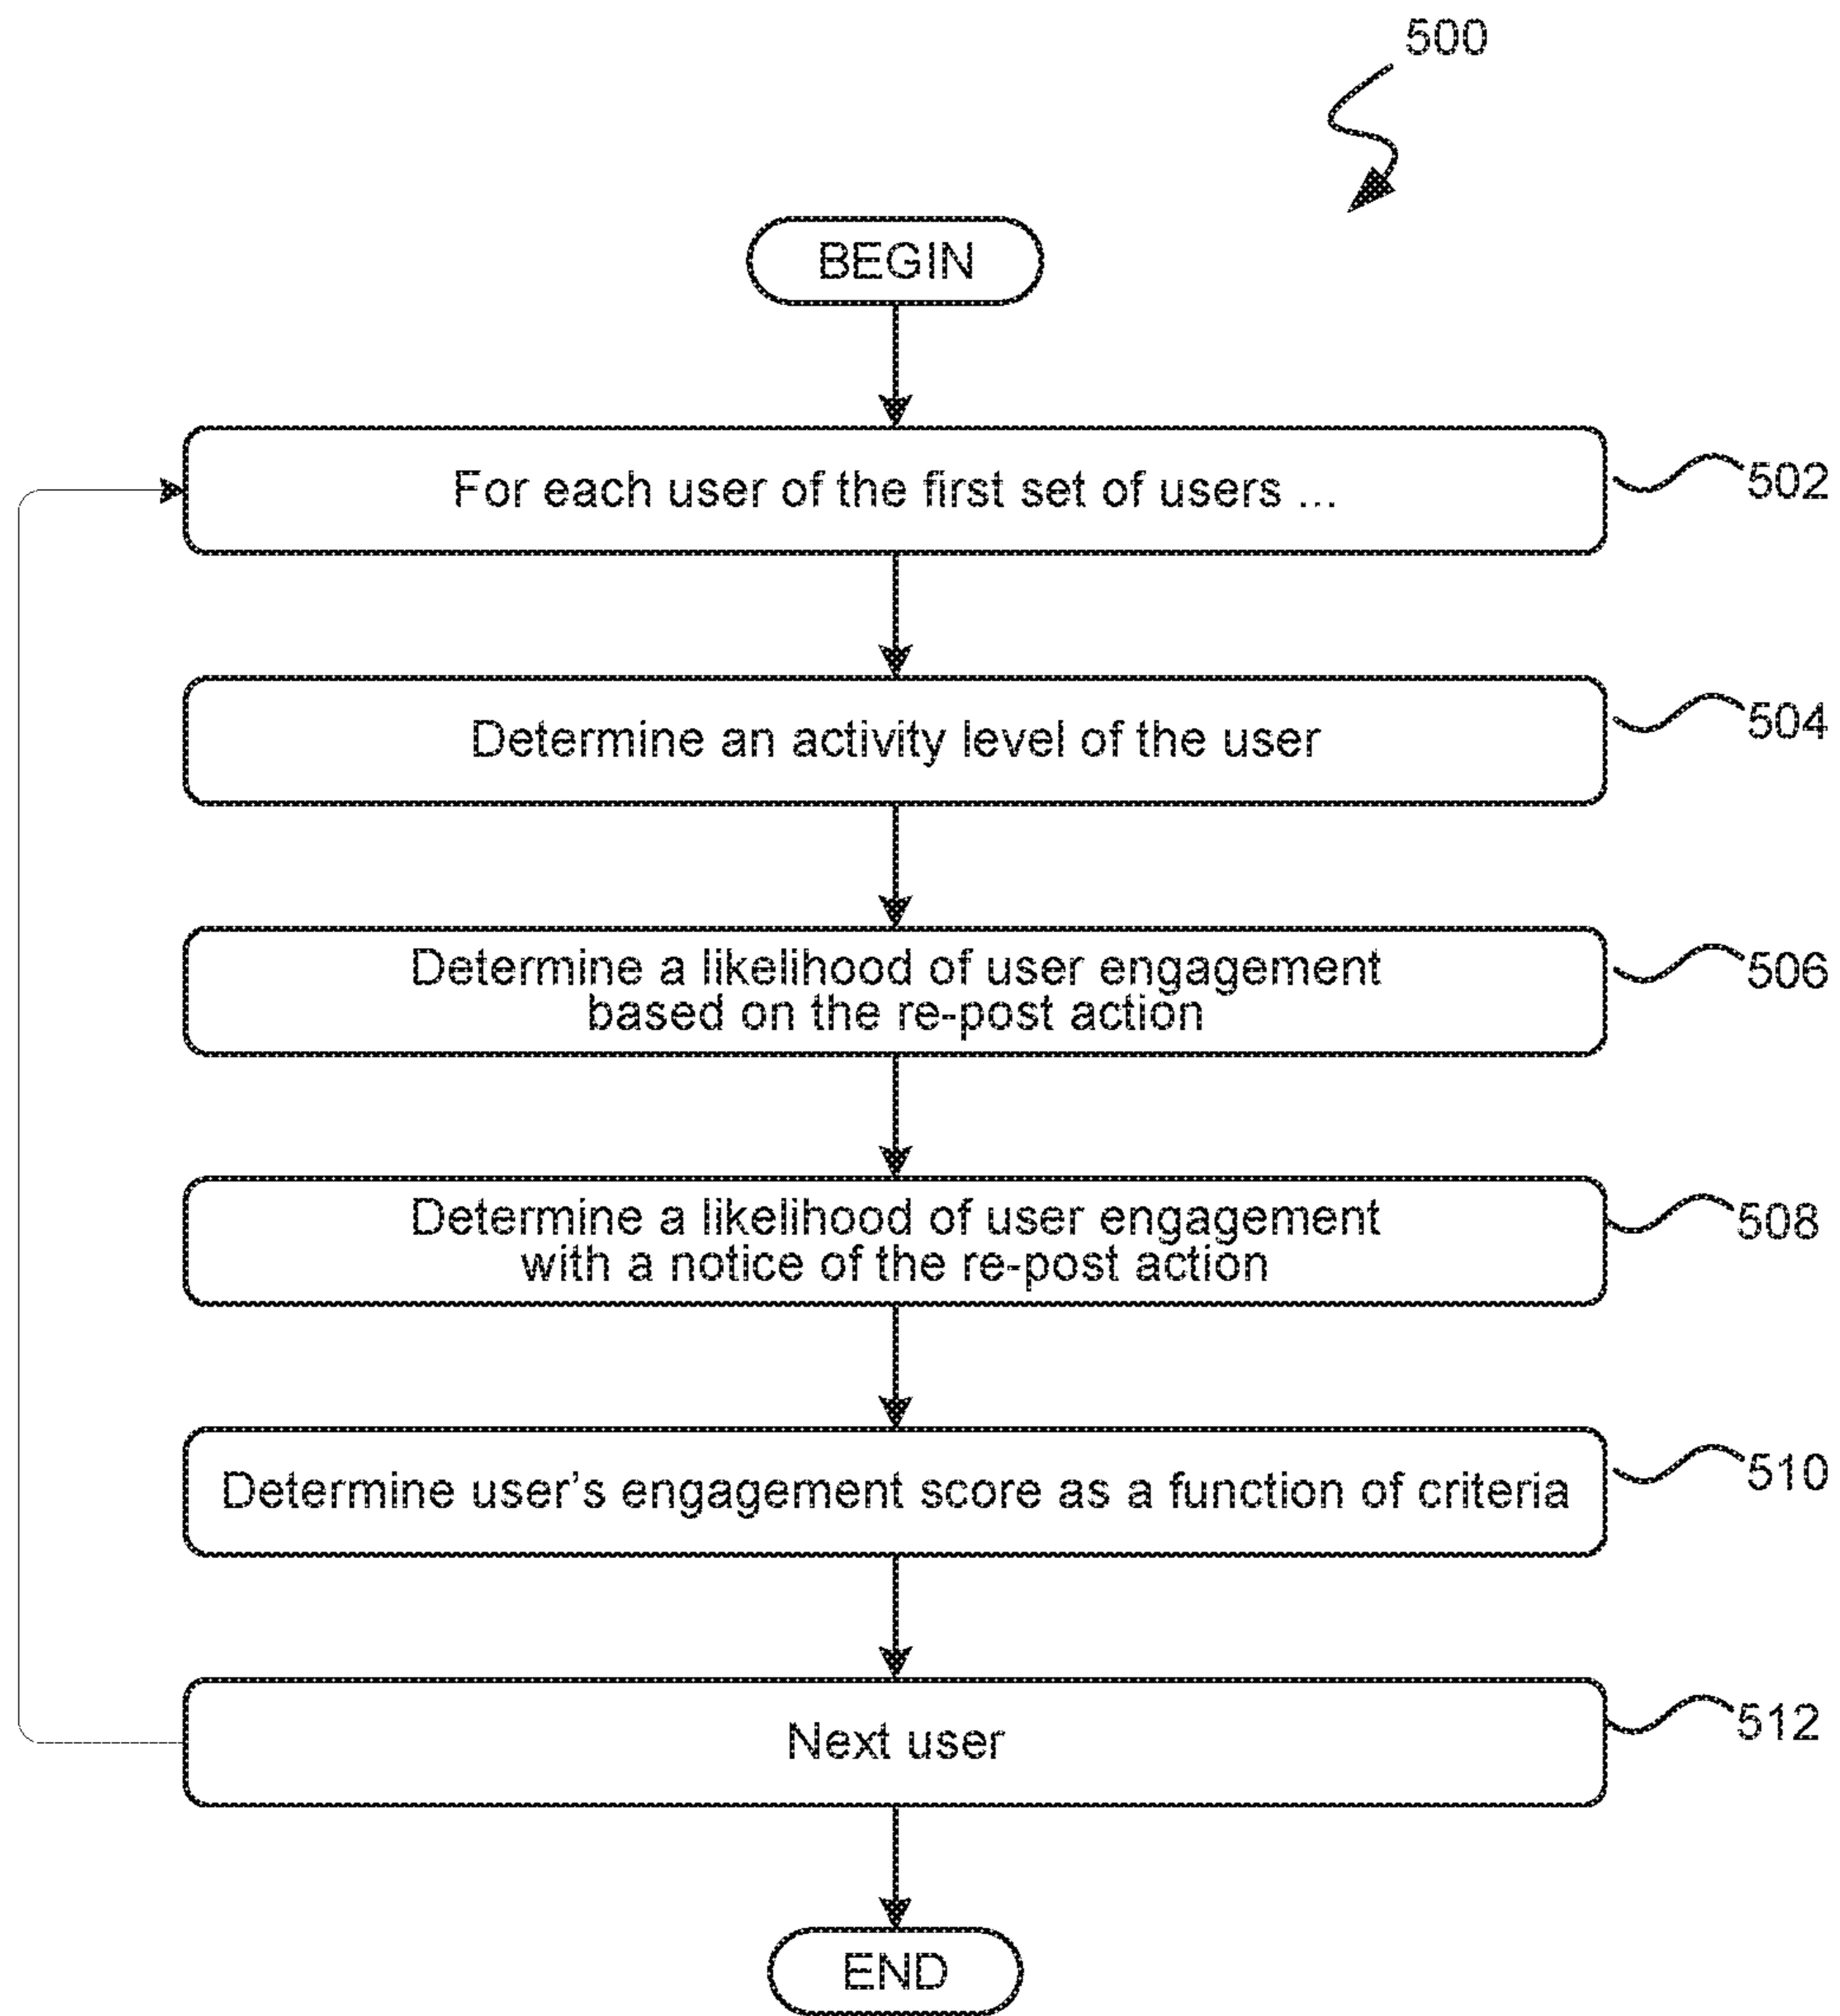 500
BEGIN
For each user of the first set of users ...
502
Determine an activity level of the user
504
Determine a likelihood of user engagement
based on the re-post action
506
Determine a likelihood of user engagement
with a notice of the re-post action
508
Determine user's engagement score as a function of criteria
510
Next user
512
END